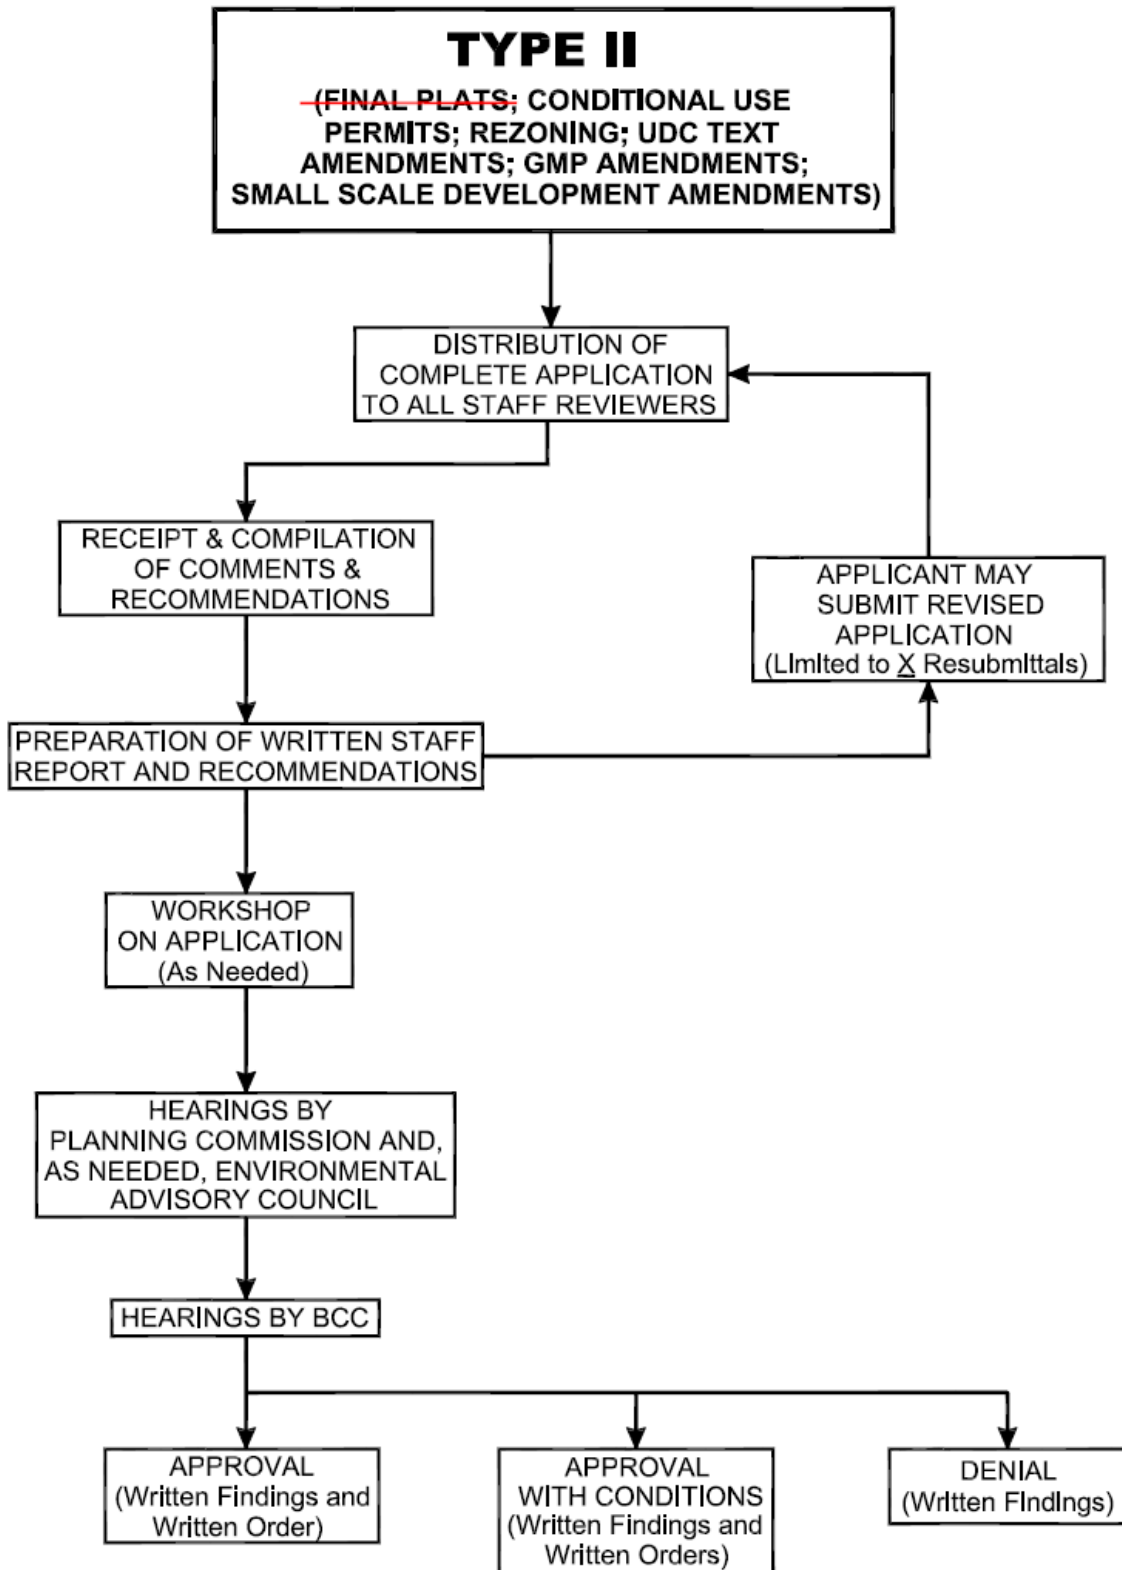 TYPE II
(FINAL PLATS; CONDITIONAL USE
PERMITS; REZONING; UDC TEXT
AMENDMENTS; GMP AMENDMENTS;
SMALL SCALE DEVELOPMENT AMENDMENTS)
DISTRIBUTION OF
COMPLETE APPLICATION
TO ALL STAFF REVIEWERS
RECEIPT & COMPILATION
OF COMMENTS &
RECOMMENDATIONS
APPLICANT MAY
SUBMIT REVISED
APPLICATION
(Limited to X Resubmittals)
PREPARATION OF WRITTEN STAFF
REPORT AND RECOMMENDATIONS
WORKSHOP
ON APPLICATION
(As Needed)
HEARINGS BY
PLANNING COMMISSION AND,
AS NEEDED, ENVIRONMENTAL
ADVISORY COUNCIL
HEARINGS BY BCC
APPROVAL
(Written Findings and
Written Order)
APPROVAL
WITH CONDITIONS
(Written Findings and
Written Orders)
DENIAL
(Written Findings)